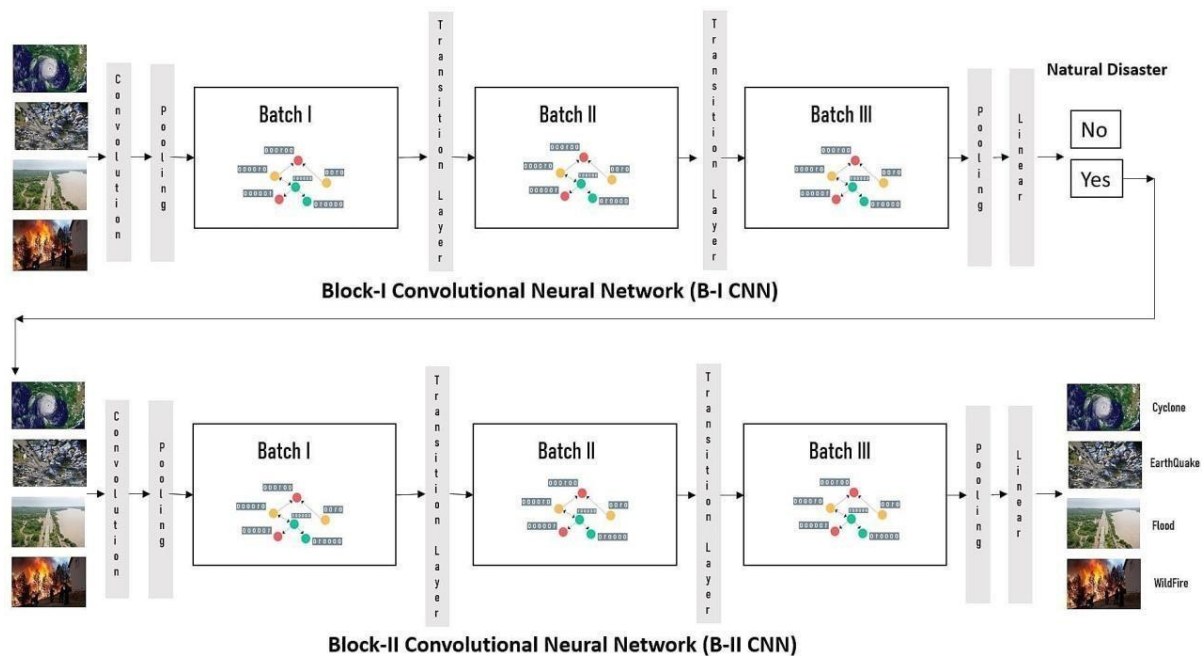 Convolution
Pooling
Batch I
Transition Layer
Batch II
Transition Layer
Batch III
Pooling
Linear
Natural Disaster
No
Yes
Block-I Convolutional Neural Network (B-I CNN)
Convolution
Pooling
Batch I
Transition Layer
Batch II
Transition Layer
Batch III
Pooling
Linear
Cyclone
EarthQuake
Flood
WildFire
Block-II Convolutional Neural Network (B-II CNN)